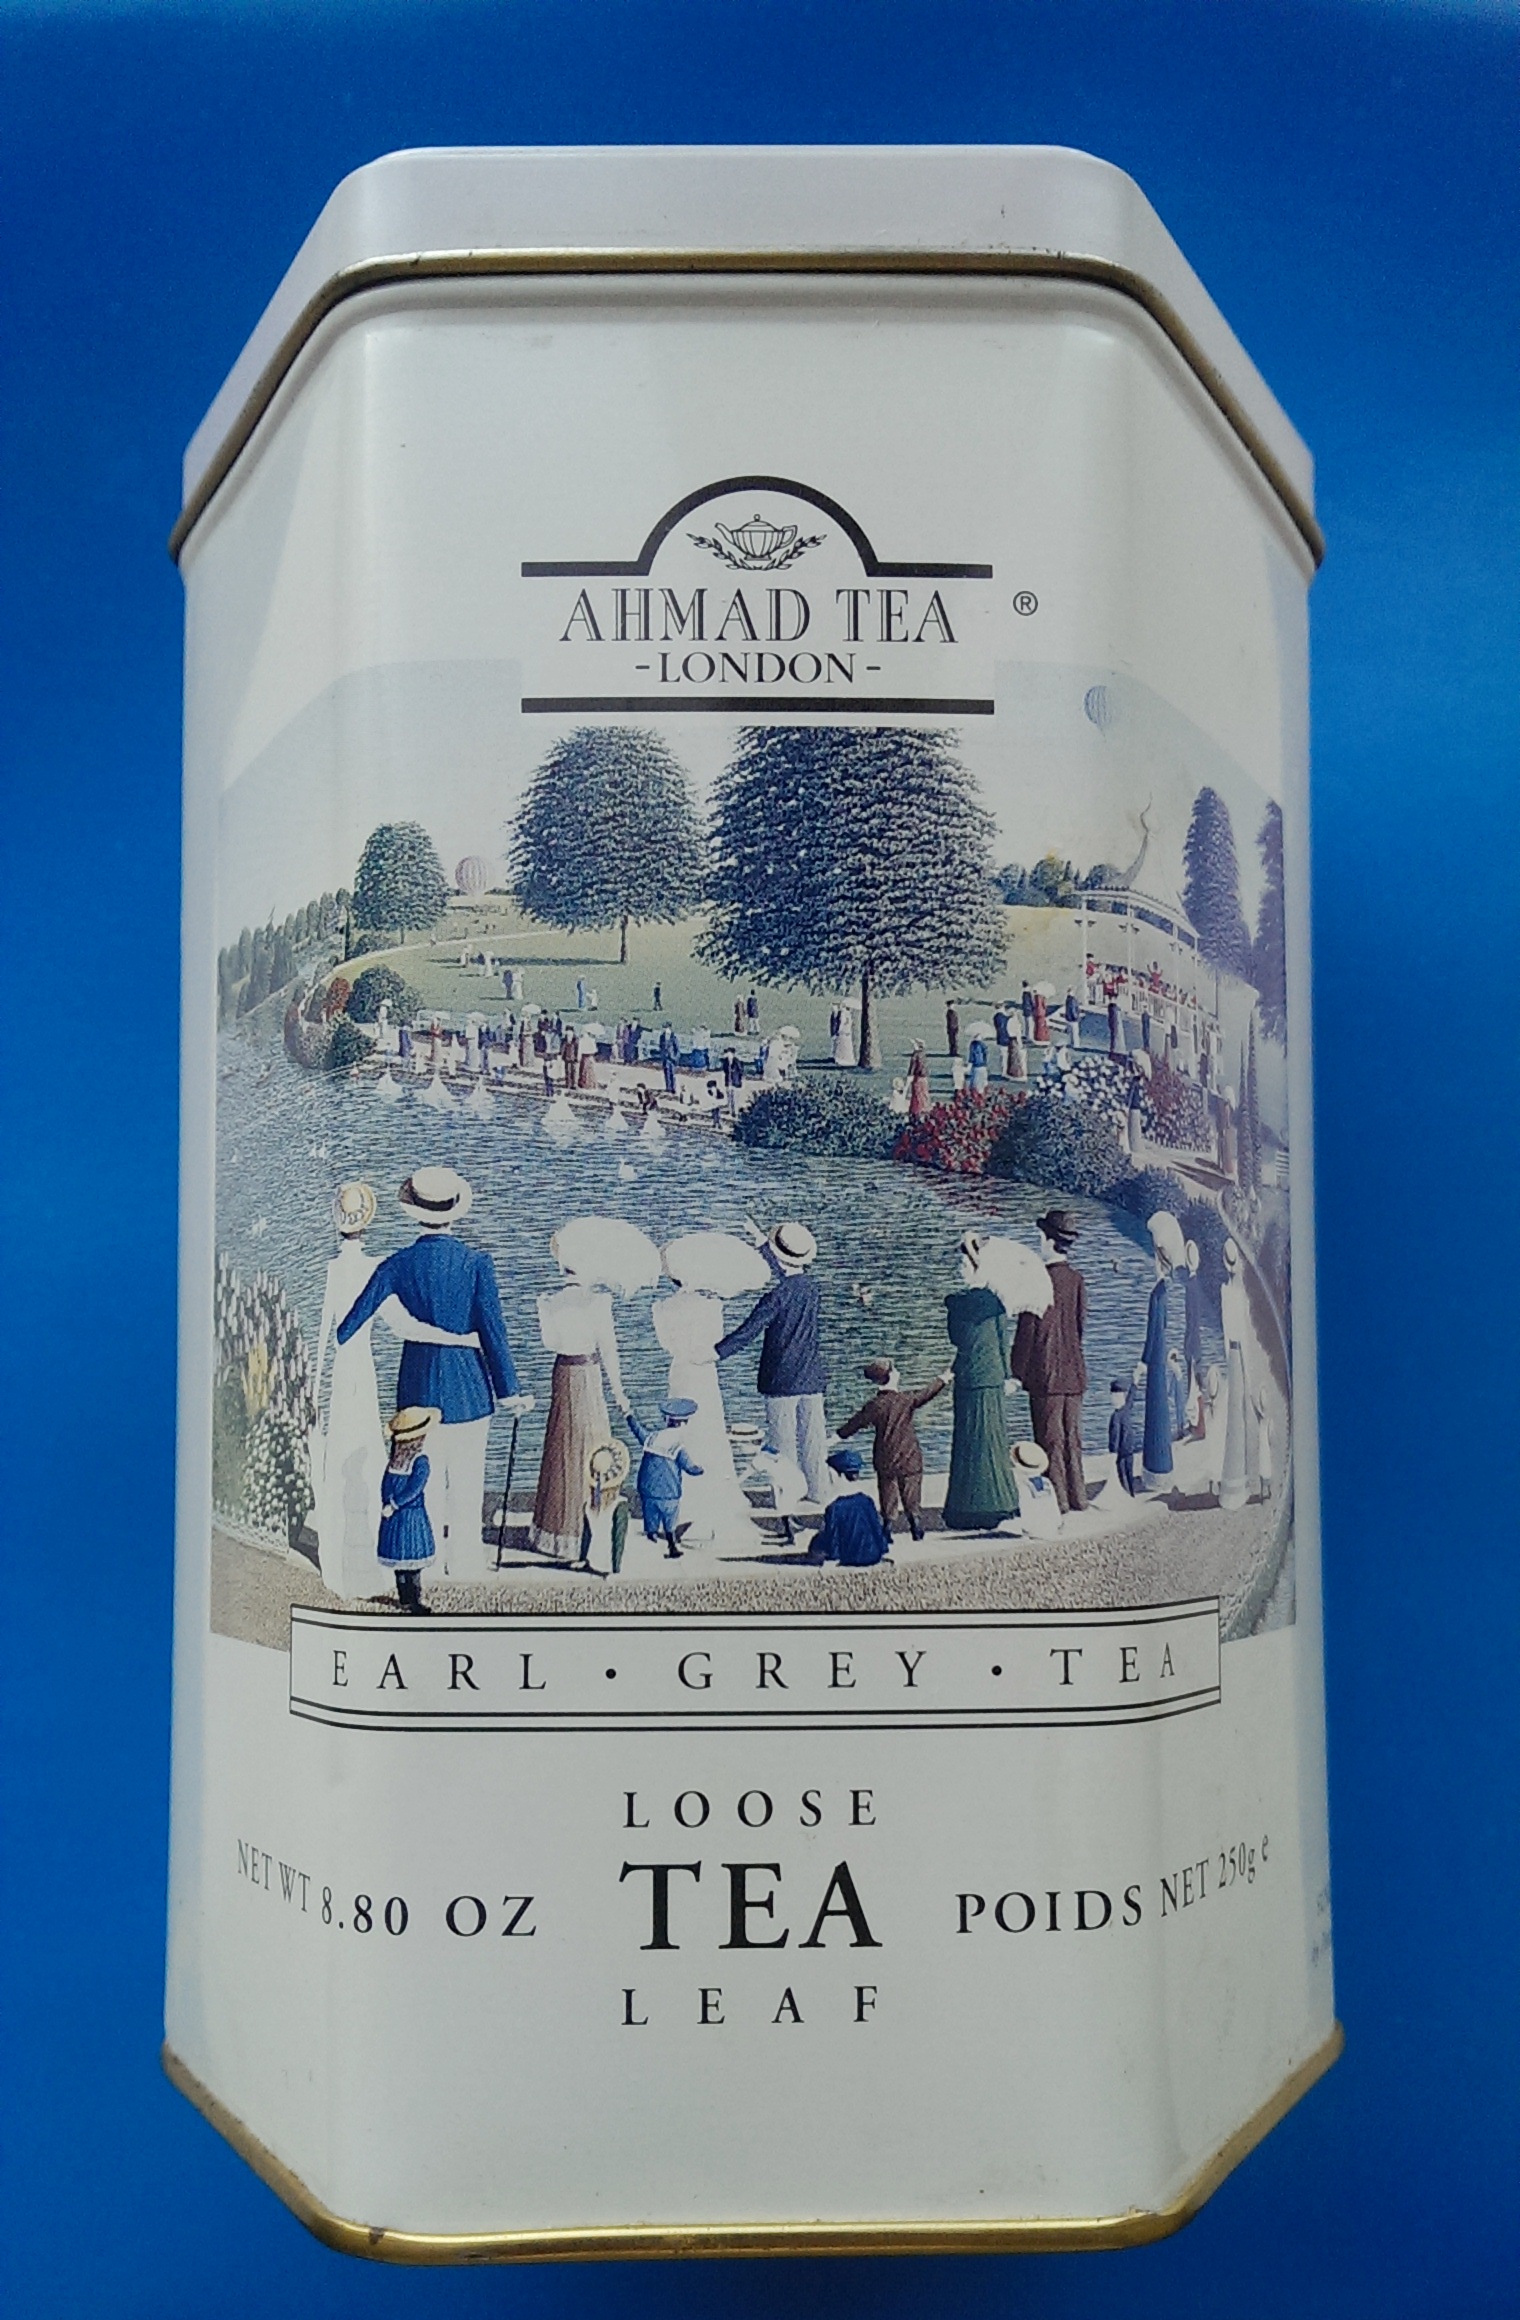 AHMAD TEA ®
-LONDON-
EARL · GREY · TEA
LOOSE
TEA
LEAF
NET WT 8.80 OZ
POIDS NET 250g e